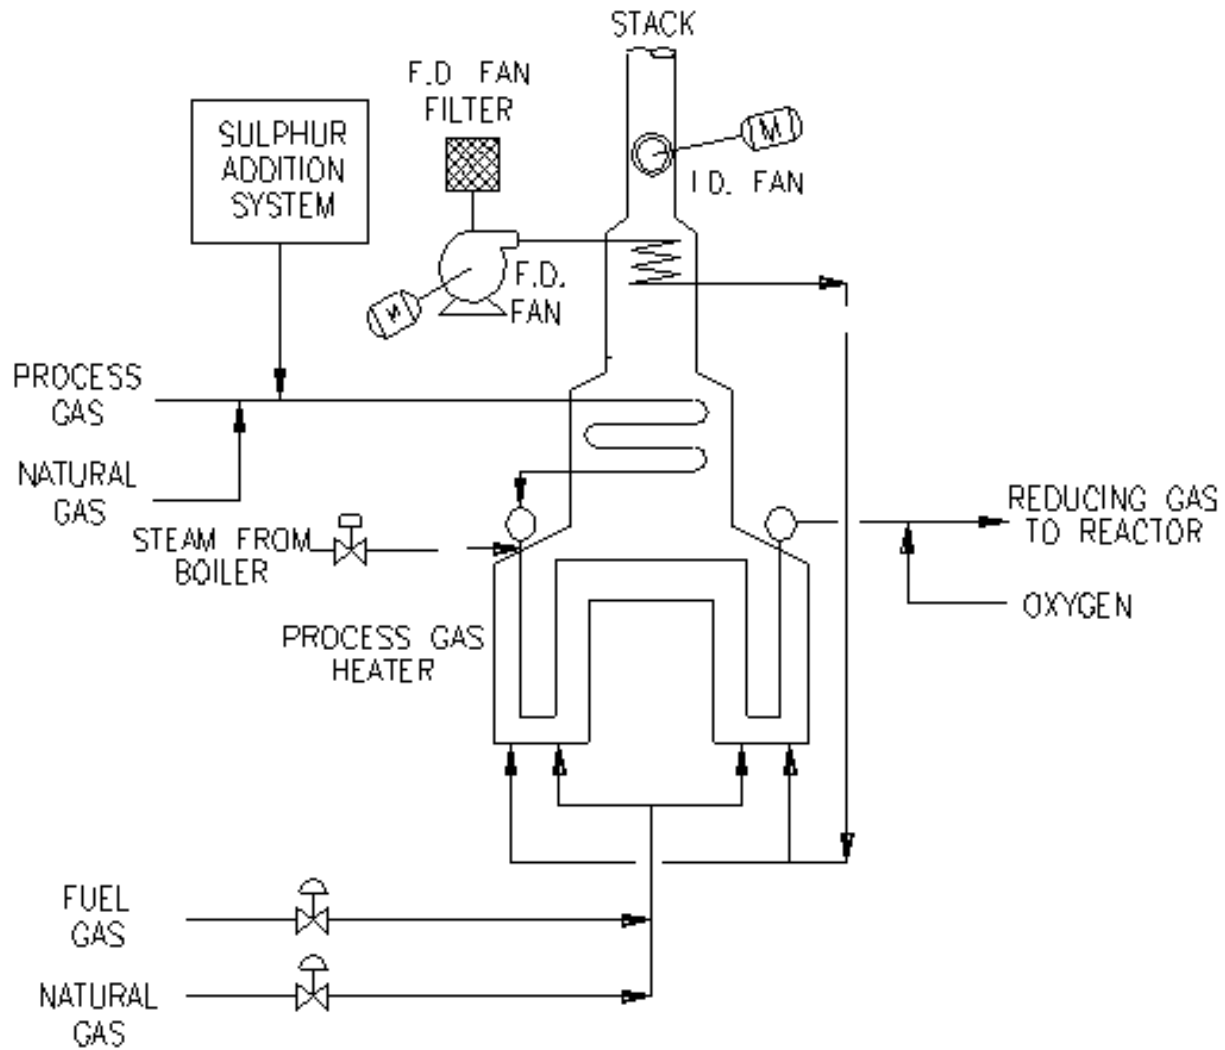 STACK
F.D FAN
FILTER
SULPHUR
ADDITION
SYSTEM
M
I D. FAN
F.D.
FAN
M
PROCESS
GAS
NATURAL
GAS
STEAM FROM
BOILER
REDUCING GAS
TO REACTOR
OXYGEN
PROCESS GAS
HEATER
FUEL
GAS
NATURAL
GAS